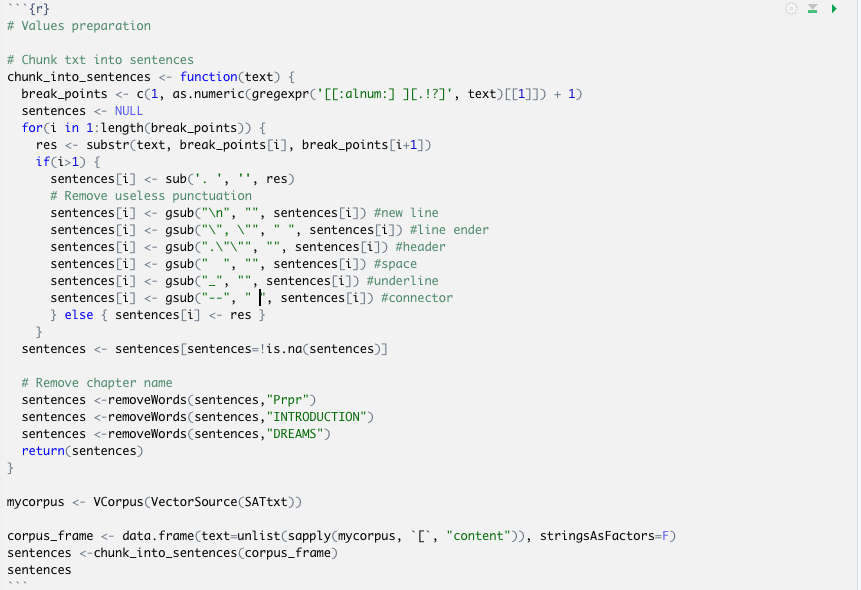 ```{r}
# Values preparation

# Chunk txt into sentences
chunk_into_sentences <- function(text) {
  break_points <- c(1, as.numeric(gregexpr('[[:alnum:] ][.!?]', text)[[1]]) + 1)
  sentences <- NULL
  for(i in 1:length(break_points)) {
    res <- substr(text, break_points[i], break_points[i+1])
    if(i>1) {
      sentences[i] <- sub('. ', '', res)
      # Remove useless punctuation
      sentences[i] <- gsub("\n", "", sentences[i]) #new line
      sentences[i] <- gsub("\", \"", " ", sentences[i]) #line ender
      sentences[i] <- gsub(".\"\"", "", sentences[i]) #header
      sentences[i] <- gsub("  ", "", sentences[i]) #space
      sentences[i] <- gsub("_", "", sentences[i]) #underline
      sentences[i] <- gsub("--", " ", sentences[i]) #connector
      } else { sentences[i] <- res }
    }
  sentences <- sentences[sentences=!is.na(sentences)]

  # Remove chapter name
  sentences <-removeWords(sentences,"Prpr")
  sentences <-removeWords(sentences,"INTRODUCTION")
  sentences <-removeWords(sentences,"DREAMS")
  return(sentences)
}

mycorpus <- VCorpus(VectorSource(SATtxt))

corpus_frame <- data.frame(text=unlist(sapply(mycorpus, `[`, "content")), stringsAsFactors=F)
sentences <-chunk_into_sentences(corpus_frame)
sentences
```